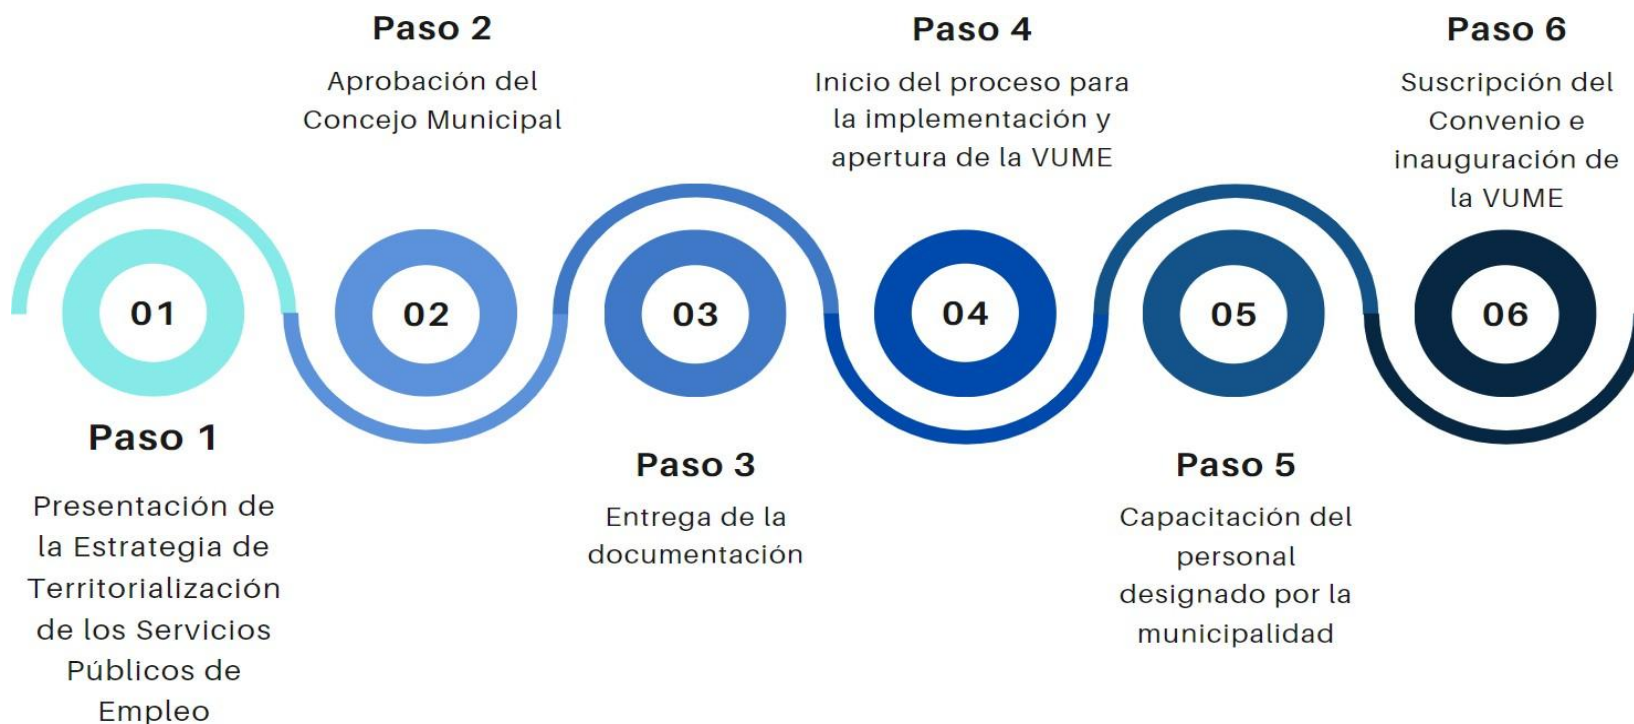 Paso 1
Presentación de
la Estrategia de
Territorialización
de los Servicios
Públicos de
Empleo
01
Paso 2
Aprobación del
Concejo Municipal
02
03
Paso 3
Entrega de la
documentación
Paso 4
Inicio del proceso para
la implementación y
apertura de la VUME
04
05
Paso 5
Capacitación del
personal
designado por la
municipalidad
Paso 6
Suscripción del
Convenio e
inauguración de
la VUME
06